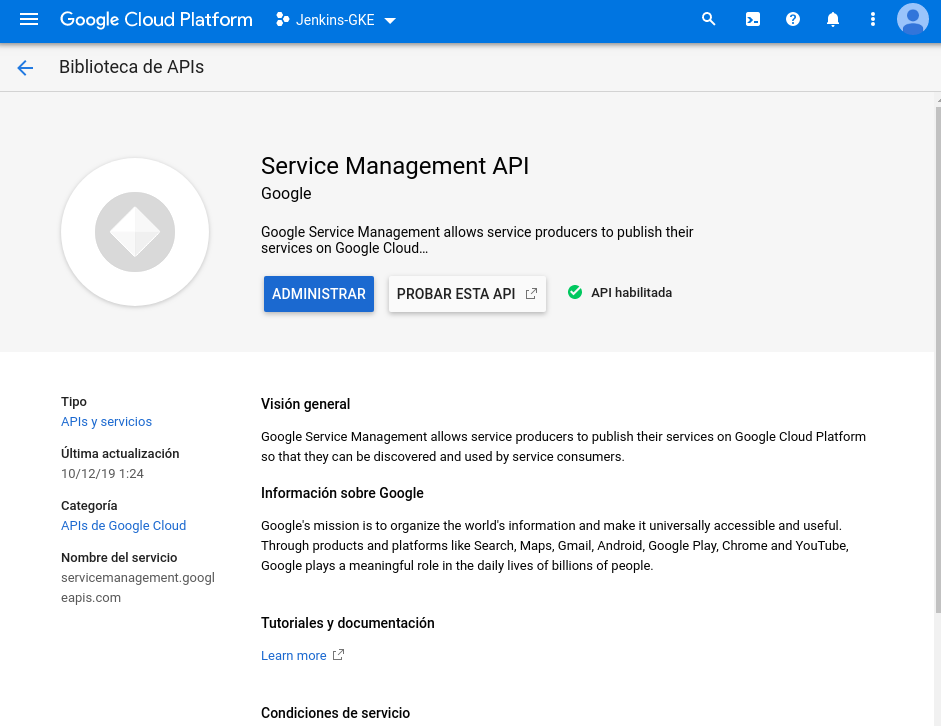 Google Cloud Platform
Jenkins-GKE
Biblioteca de APIs
Service Management API
Google
Google Service Management allows service producers to publish their
services on Google Cloud…
ADMINISTRAR
PROBAR ESTA API
API habilitada
Tipo
APIs y servicios
Última actualización
10/12/19 1:24
Categoría
APIs de Google Cloud
Nombre del servicio
servicemanagement.googl
eapis.com
Visión general
Google Service Management allows service producers to publish their services on Google Cloud Platform
so that they can be discovered and used by service consumers.
Información sobre Google
Google's mission is to organize the world's information and make it universally accessible and useful.
Through products and platforms like Search, Maps, Gmail, Android, Google Play, Chrome and YouTube,
Google plays a meaningful role in the daily lives of billions of people.
Tutoriales y documentación
Learn more
Condiciones de servicio